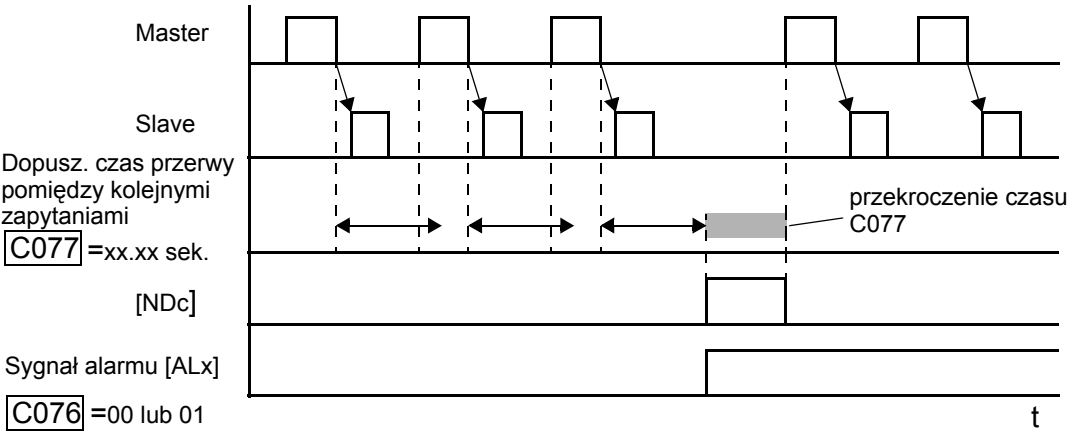 Master
Slave
Dopusz. czas przerwy
pomiędzy kolejnymi
zapytaniami
C077 =xx.xx sek.
przekroczenie czasu
C077
[NDc]
Sygnał alarmu [ALx]
C076 =00 lub 01
t